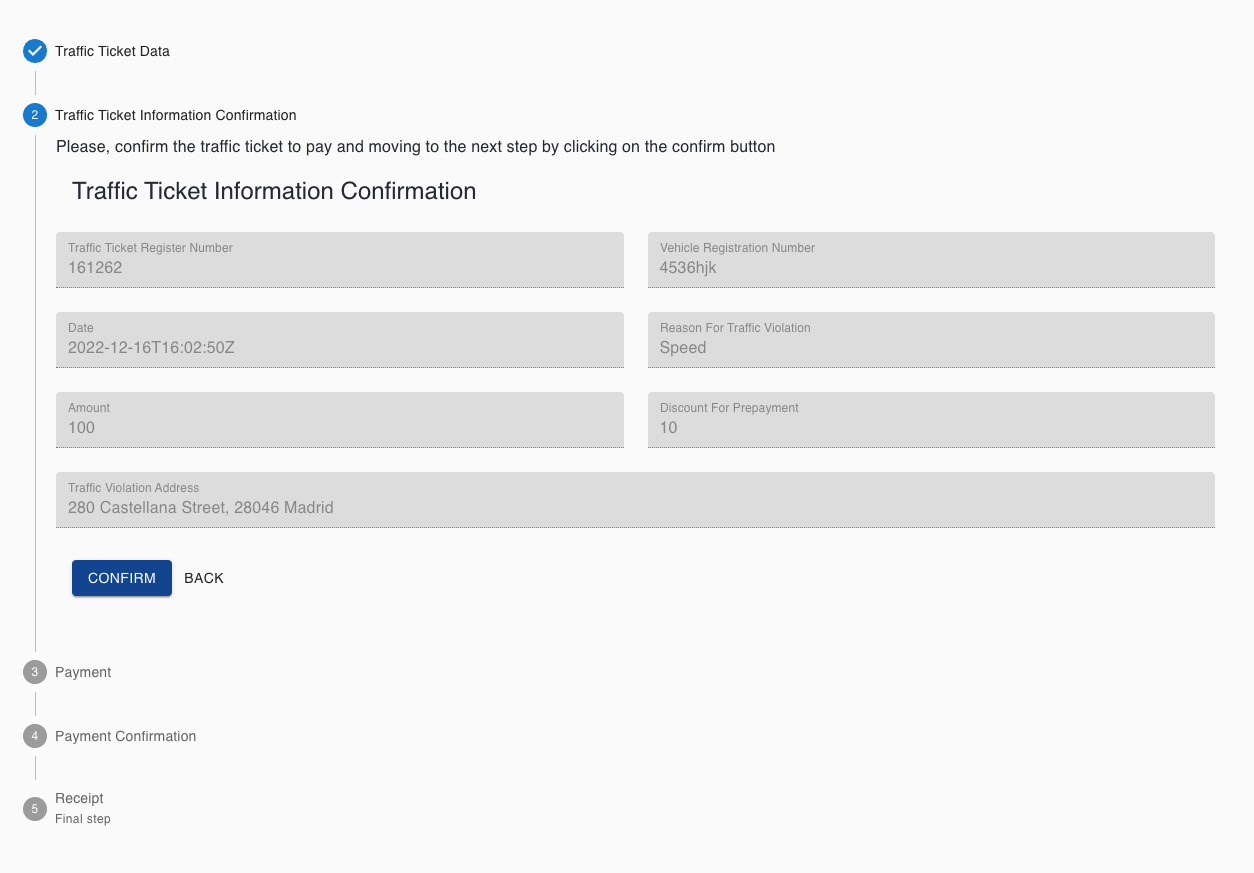 Traffic Ticket Data
2 Traffic Ticket Information Confirmation
Please, confirm the traffic ticket to pay and moving to the next step by clicking on the confirm button
Traffic Ticket Information Confirmation
Traffic Ticket Register Number
161262
Vehicle Registration Number
4536hjk
Date
2022-12-16T16:02:50Z
Reason For Traffic Violation
Speed
Amount
100
Discount For Prepayment
10
Traffic Violation Address
280 Castellana Street, 28046 Madrid
CONFIRM BACK
3 Payment
4 Payment Confirmation
5 Receipt
Final step